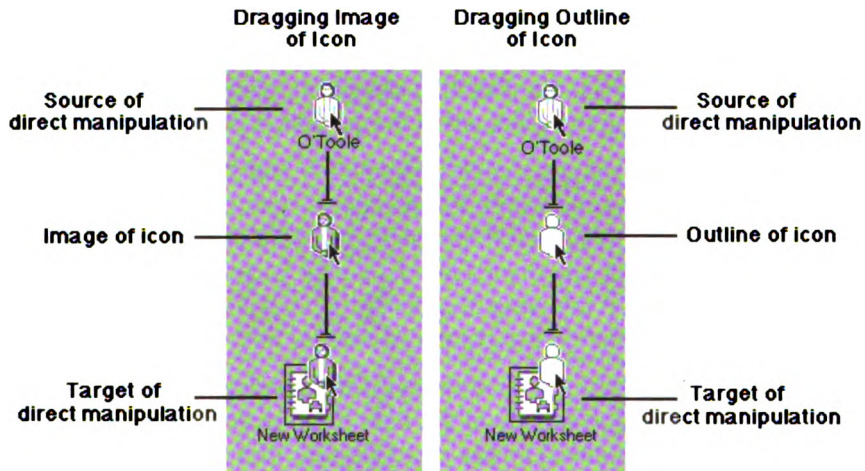 Dragging Image
of Icon
Dragging Outline
of Icon
Source of
direct manipulation
O'Toole
O'Toole
Source of
direct manipulation
Image of icon
Outline of icon
Target of
direct manipulation
New Worksheet
New Worksheet
Target of
direct manipulation